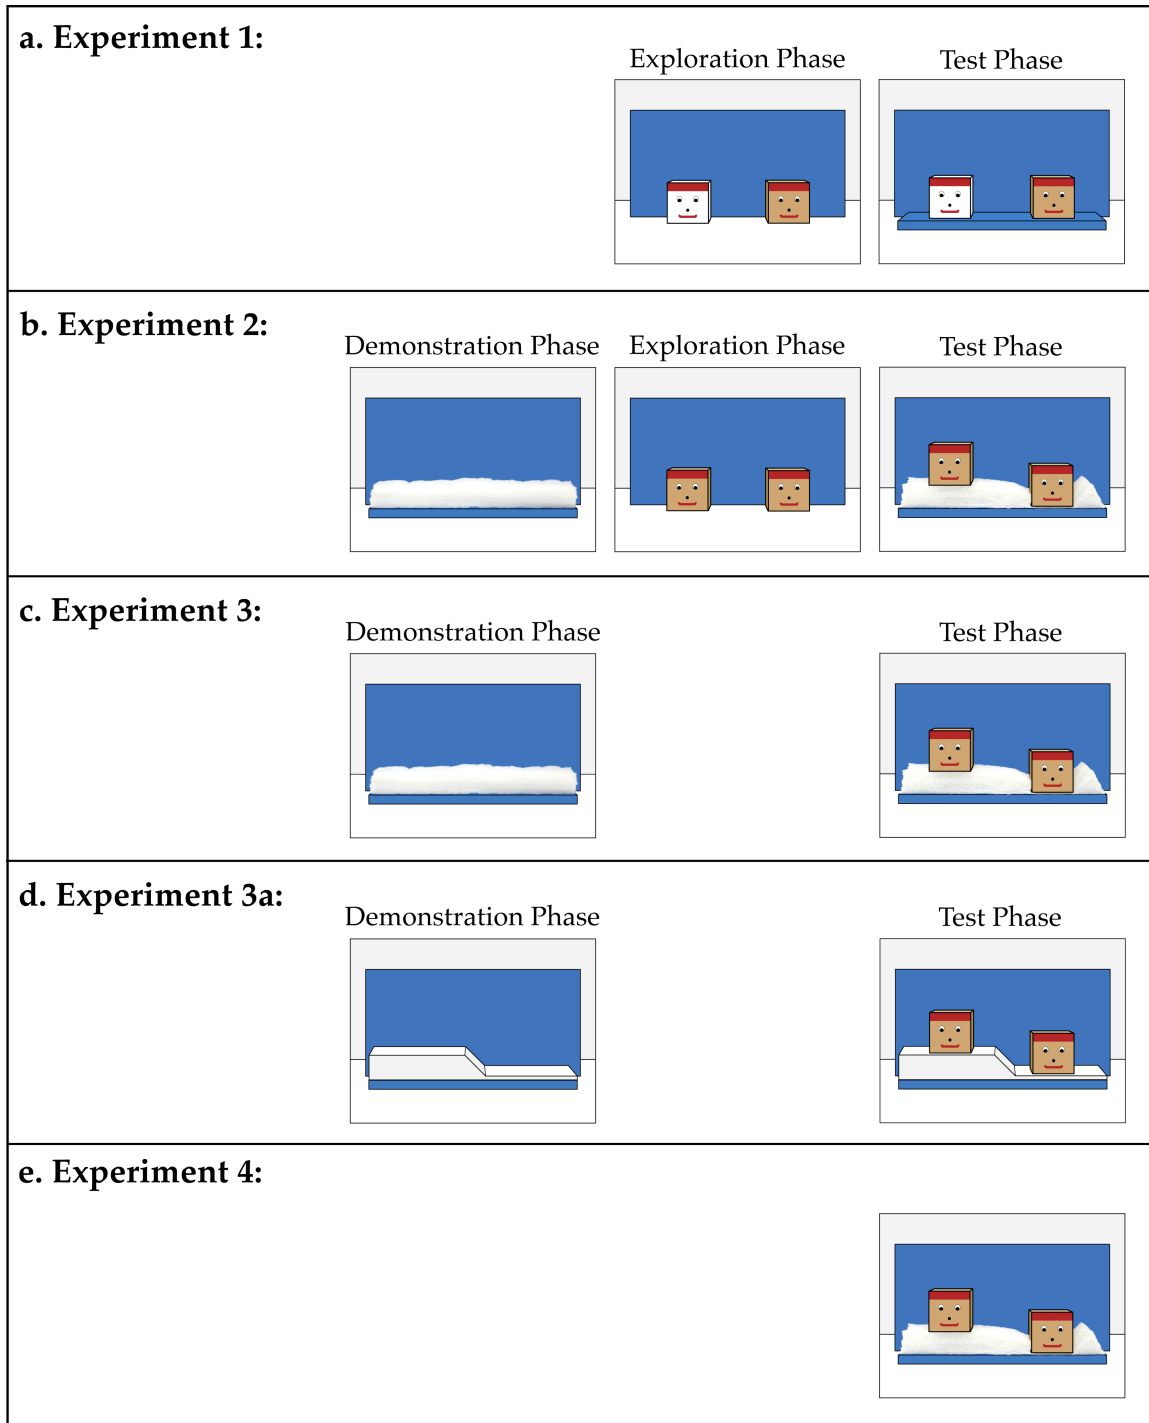 a. Experiment 1:
Exploration Phase
Test Phase
b. Experiment 2:
Demonstration Phase
Exploration Phase
Test Phase
c. Experiment 3:
Demonstration Phase
Test Phase
d. Experiment 3a:
Demonstration Phase
Test Phase
e. Experiment 4: